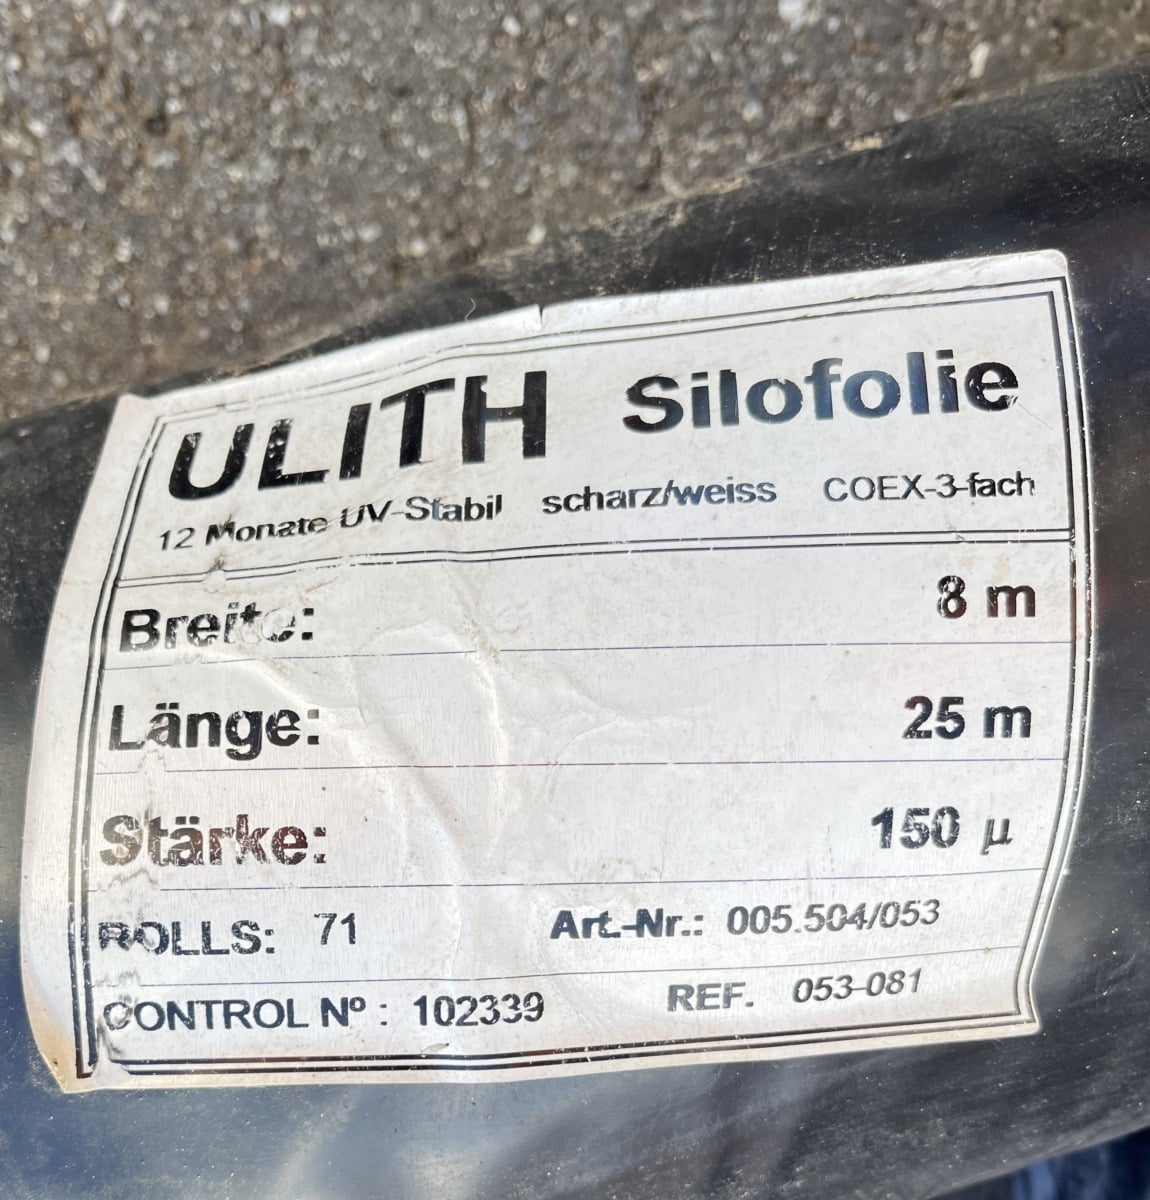 ULITH Silofolie
12 Monate UV-Stabil scharz/weiss COEX-3-fach
Breite: 8 m
Länge: 25 m
Stärke: 150 µ
ROLLS: 71 Art.-Nr.: 005.504/053
CONTROL Nº : 102339 REF. 053-081